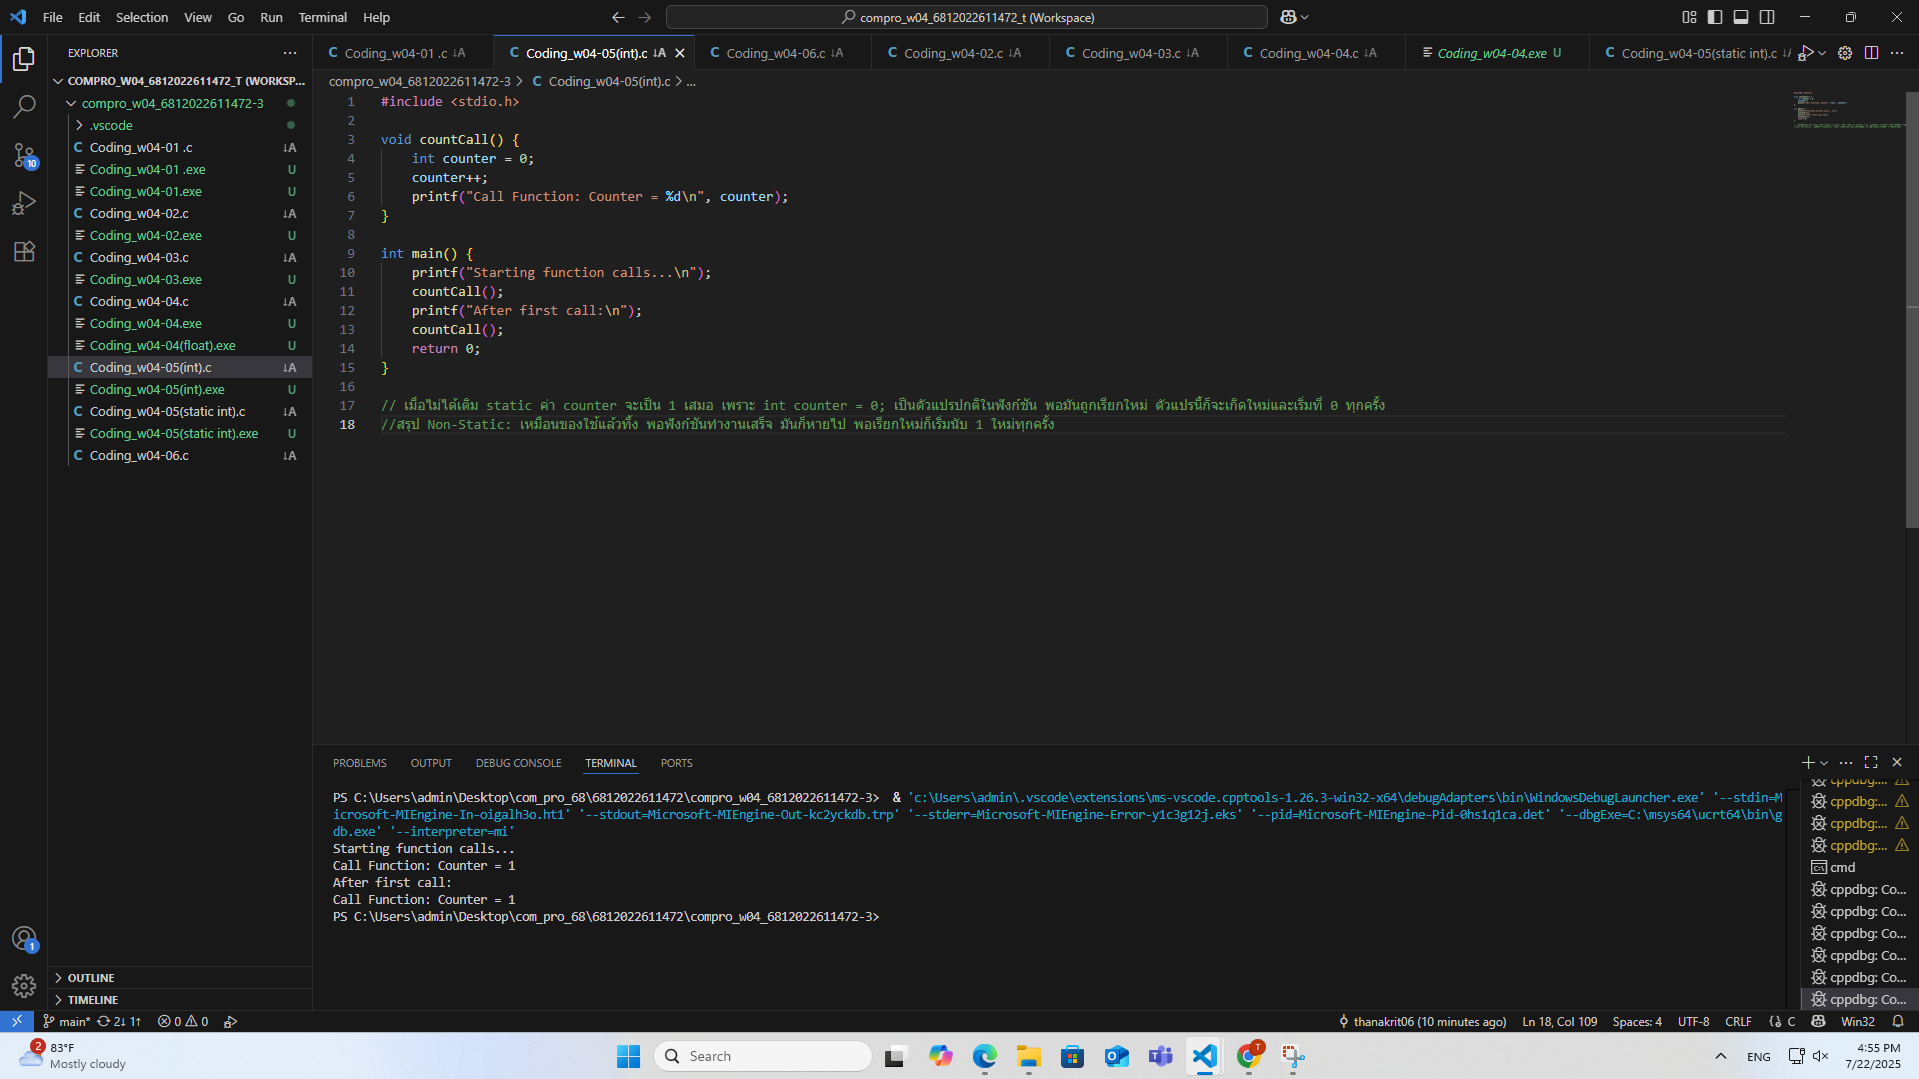 File Edit Selection View Go Run Terminal Help
compro_w04_6812022611472_t (Workspace)
EXPLORER
COMPRO_W04_6812022611472_T (WORKSP...
compro_w04_6812022611472-3
.vscode
Coding_w04-01 .c ↓A
Coding_w04-01 .exe U
Coding_w04-01.exe U
Coding_w04-02.c ↓A
Coding_w04-02.exe U
Coding_w04-03.c ↓A
Coding_w04-03.exe U
Coding_w04-04.c ↓A
Coding_w04-04.exe U
Coding_w04-04(float).exe U
Coding_w04-05(int).c ↓A
Coding_w04-05(int).exe U
Coding_w04-05(static int).c ↓A
Coding_w04-05(static int).exe U
Coding_w04-06.c ↓A
10
1
OUTLINE
TIMELINE
Coding_w04-01 .c ↓A Coding_w04-05(int).c ↓A Coding_w04-06.c ↓A Coding_w04-02.c ↓A Coding_w04-03.c ↓A Coding_w04-04.c ↓A Coding_w04-04.exe U Coding_w04-05(static int).c
compro_w04_6812022611472-3 > C Coding_w04-05(int).c > ...
1 #include <stdio.h>
2
3 void countCall() {
4 int counter = 0;
5 counter++;
6 printf("Call Function: Counter = %d\n", counter);
7 }
8
9 int main() {
10 printf("Starting function calls...\n");
11 countCall();
12 printf("After first call:\n");
13 countCall();
14 return 0;
15 }
16
17 // เมื่อไม่ได้เติม static ค่า counter จะเป็น 1 เสมอ เพราะ int counter = 0; เป็นตัวแปรปกติในฟังก์ชัน พอมันถูกเรียกใหม่ ตัวแปรนี้ก็จะเกิดใหม่และเริ่มที่ 0 ทุกครั้ง
18 //สรุป Non-Static: เหมือนของใช้แล้วทิ้ง พอฟังก์ชันทำงานเสร็จ มันก็หายไป พอเรียกใหม่ก็เริ่มนับ 1 ใหม่ทุกครั้ง
PROBLEMS OUTPUT DEBUG CONSOLE TERMINAL PORTS
PS C:\Users\admin\Desktop\com_pro_68\6812022611472\compro_w04_6812022611472-3> & 'c:\Users\admin\.vscode\extensions\ms-vscode.cpptools-1.26.3-win32-x64\debugAdapters\bin\WindowsDebugLauncher.exe' '--stdin=M
icrosoft-MIEngine-In-oigalh3o.ht1' '--stdout=Microsoft-MIEngine-Out-kc2yckdb.trp' '--stderr=Microsoft-MIEngine-Error-y1c3g12j.eks' '--pid=Microsoft-MIEngine-Pid-0hs1q1ca.det' '--dbgExe=C:\msys64\ucrt64\bin\g
db.exe' '--interpreter=mi'
Starting function calls...
Call Function: Counter = 1
After first call:
Call Function: Counter = 1
PS C:\Users\admin\Desktop\com_pro_68\6812022611472\compro_w04_6812022611472-3>
cppdbg:...
cppdbg:...
cppdbg:...
cppdbg:...
cmd
cppdbg: Co...
cppdbg: Co...
cppdbg: Co...
cppdbg: Co...
cppdbg: Co...
cppdbg: Co...
main* 2↓ 1↑ 0 0 thanakrit06 (10 minutes ago) Ln 18, Col 109 Spaces: 4 UTF-8 CRLF {} C Win32
2 83°F
Mostly cloudy
Search
T
ENG
4:55 PM
7/22/2025